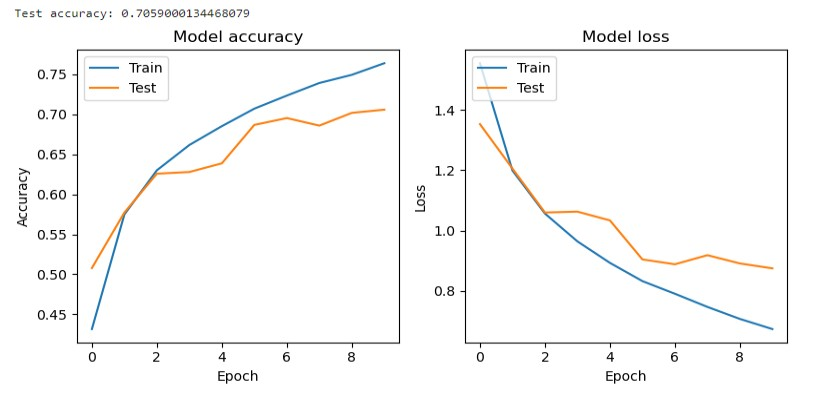 Test accuracy: 0.7059000134468079
Model accuracy
Train
Test
0.75
0.70
0.65
0.60
0.55
0.50
0.45
Accuracy
0 2 4 6 8
Epoch
Model loss
Train
Test
1.4
1.2
1.0
0.8
Loss
0 2 4 6 8
Epoch